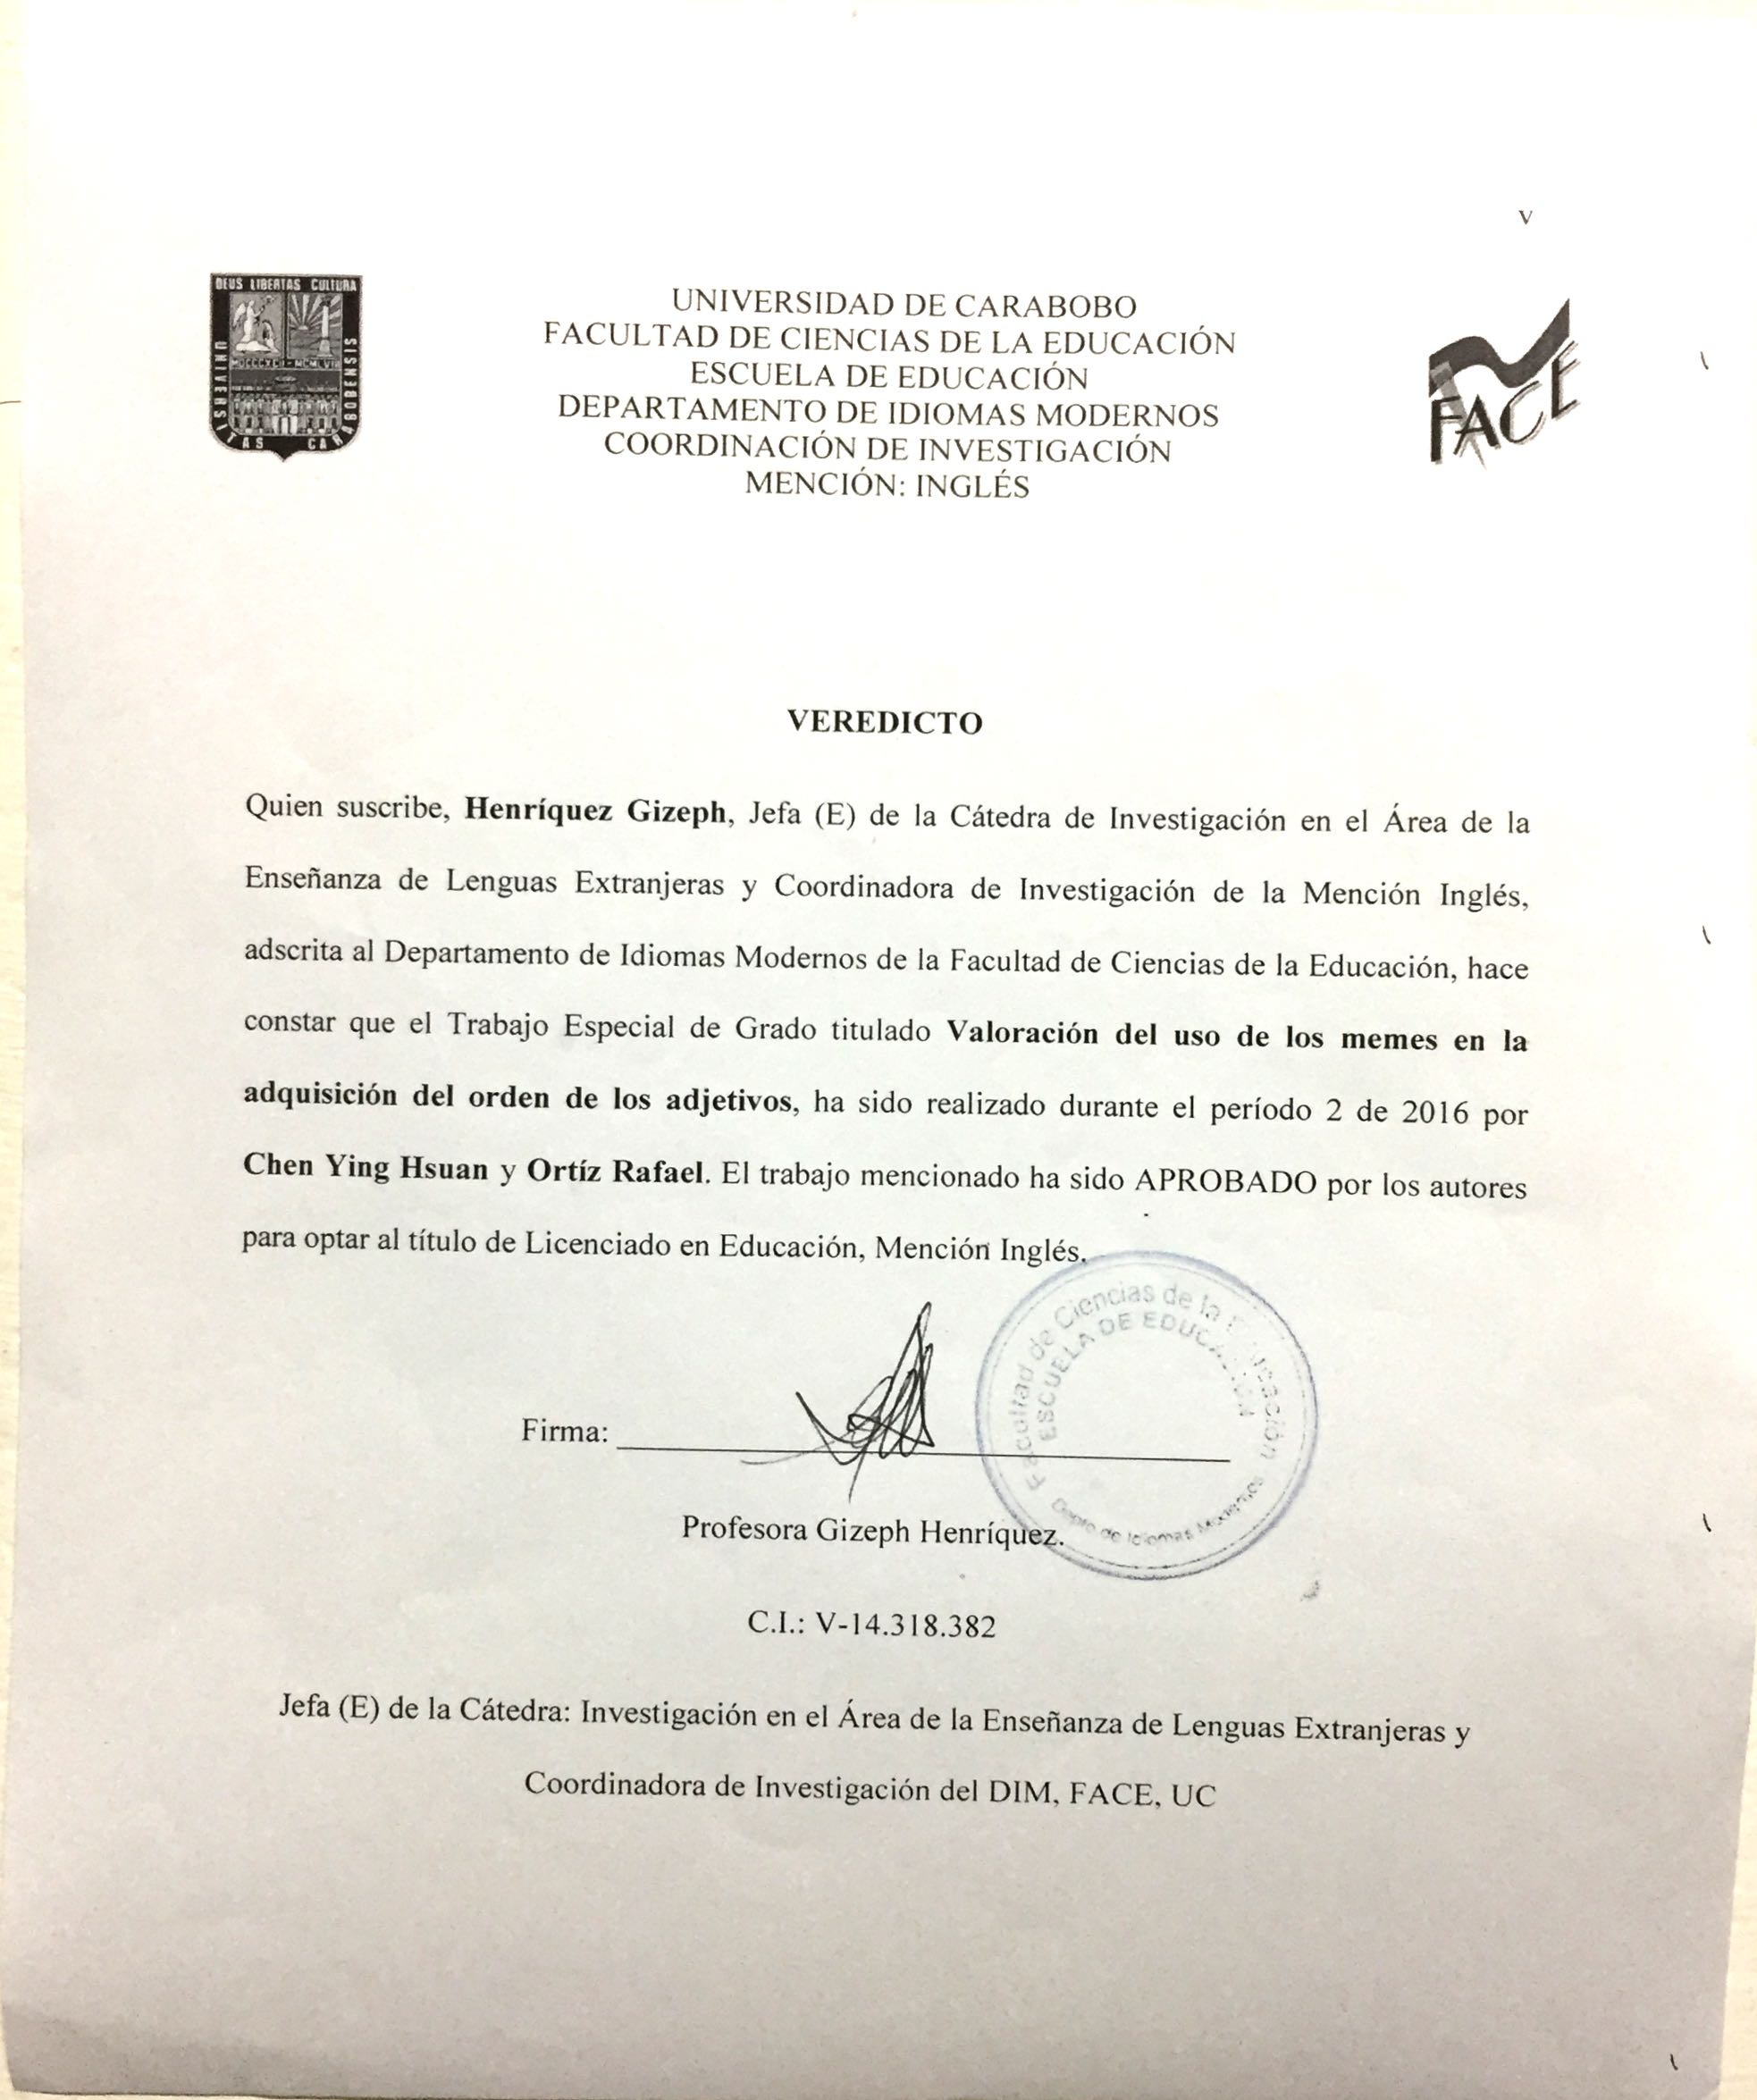 v
DEUS LIBERTAS CULTURA
UNIVERSITAS CARABOBENSIS
FACE
UNIVERSIDAD DE CARABOBO
FACULTAD DE CIENCIAS DE LA EDUCACIÓN
ESCUELA DE EDUCACIÓN
DEPARTAMENTO DE IDIOMAS MODERNOS
COORDINACIÓN DE INVESTIGACIÓN
MENCIÓN: INGLÉS
VEREDICTO
Quien suscribe, Henríquez Gizeph, Jefa (E) de la Cátedra de Investigación en el Área de la
Enseñanza de Lenguas Extranjeras y Coordinadora de Investigación de la Mención Inglés,
adscrita al Departamento de Idiomas Modernos de la Facultad de Ciencias de la Educación, hace
constar que el Trabajo Especial de Grado titulado Valoración del uso de los memes en la
adquisición del orden de los adjetivos, ha sido realizado durante el período 2 de 2016 por
Chen Ying Hsuan y Ortíz Rafael. El trabajo mencionado ha sido APROBADO por los autores
para optar al título de Licenciado en Educación, Mención Inglés.
Facultad de Ciencias de la Educación
ESCUELA DE EDUCACIÓN
Depto de Idiomas Modernos
Firma:
Profesora Gizeph Henríquez.
C.I.: V-14.318.382
Jefa (E) de la Cátedra: Investigación en el Área de la Enseñanza de Lenguas Extranjeras y
Coordinadora de Investigación del DIM, FACE, UC